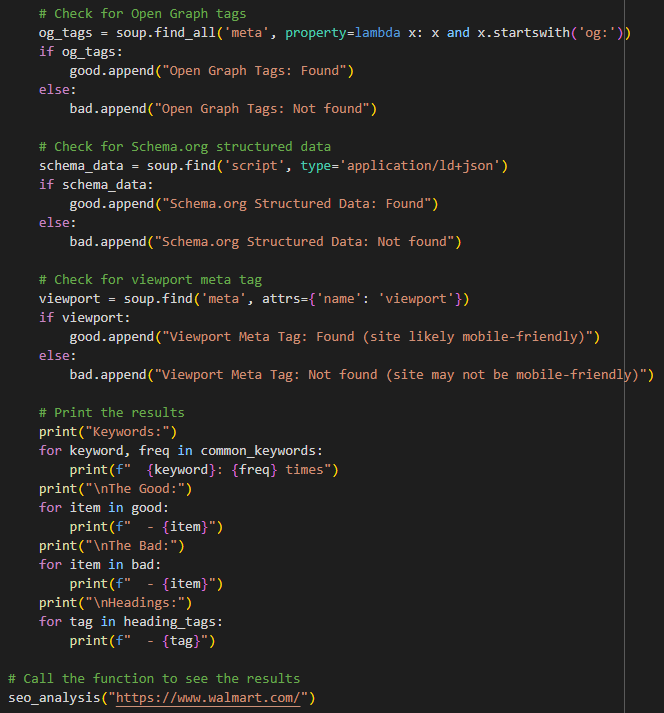 # Check for Open Graph tags
    og_tags = soup.find_all('meta', property=lambda x: x and x.startswith('og:'))
    if og_tags:
        good.append("Open Graph Tags: Found")
    else:
        bad.append("Open Graph Tags: Not found")

    # Check for Schema.org structured data
    schema_data = soup.find('script', type='application/ld+json')
    if schema_data:
        good.append("Schema.org Structured Data: Found")
    else:
        bad.append("Schema.org Structured Data: Not found")

    # Check for viewport meta tag
    viewport = soup.find('meta', attrs={'name': 'viewport'})
    if viewport:
        good.append("Viewport Meta Tag: Found (site likely mobile-friendly)")
    else:
        bad.append("Viewport Meta Tag: Not found (site may not be mobile-friendly)")

    # Print the results
    print("Keywords:")
    for keyword, freq in common_keywords:
        print(f"  {keyword}: {freq} times")
    print("\nThe Good:")
    for item in good:
        print(f"  - {item}")
    print("\nThe Bad:")
    for item in bad:
        print(f"  - {item}")
    print("\nHeadings:")
    for tag in heading_tags:
        print(f"  - {tag}")

# Call the function to see the results
seo_analysis("https://www.walmart.com/")